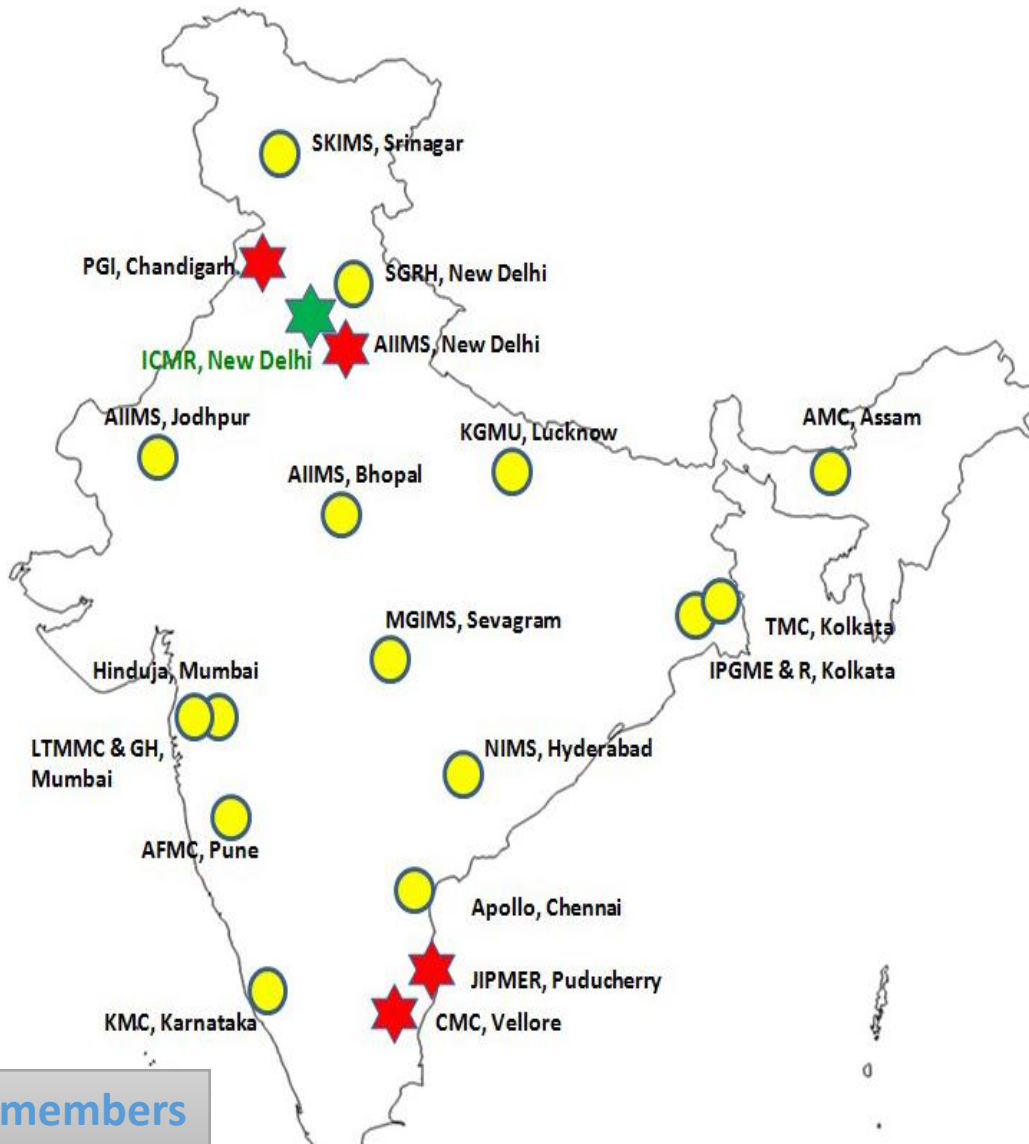 SKIMS, Srinagar
PGI, Chandigarh
SGRH, New Delhi
AIIMS, New Delhi
ICMR, New Delhi
AIIMS, Jodhpur
KGMU, Lucknow
AMC, Assam
AIIMS, Bhopal
MGIMS, Sevagram
TMC, Kolkata
Hinduja, Mumbai
IPGME & R, Kolkata
LTMMC & GH,
Mumbai
NIMS, Hyderabad
AFMC, Pune
Apollo, Chennai
JIPMER, Puducherry
KMC, Karnataka
CMC, Vellore
members